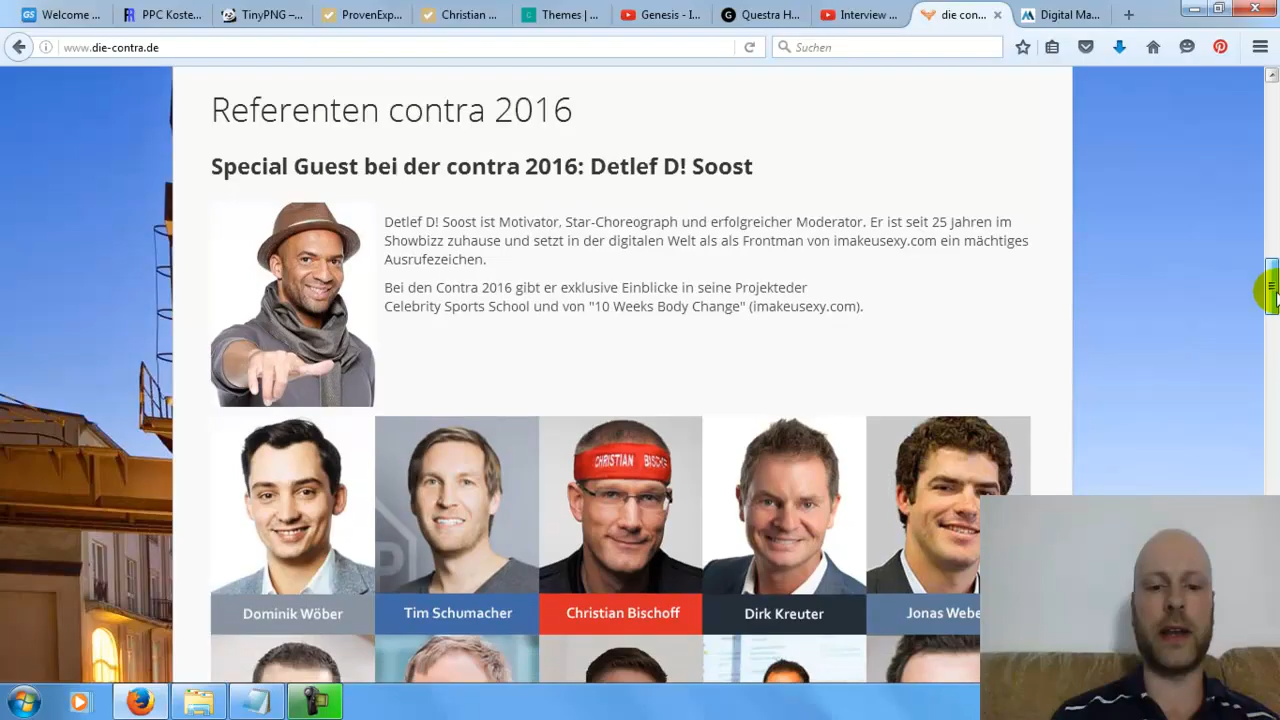 Welcome ...
RPC Koste...
TinyPNG –...
ProvenExp...
Christian ...
Themes | ...
Genesis - I...
Questra H...
Interview ...
die con...
Digital Ma...
www.die-contra.de
Suchen
Referenten contra 2016
Special Guest bei der contra 2016: Detlef D! Soost
Detlef D! Soost ist Motivator, Star-Choreograph und erfolgreicher Moderator. Er ist seit 25 Jahren im
Showbizz zuhause und setzt in der digitalen Welt als als Frontman von imakeusexy.com ein mächtiges
Ausrufezeichen.
Bei den Contra 2016 gibt er exklusive Einblicke in seine Projekteder
Celebrity Sports School und von "10 Weeks Body Change" (imakeusexy.com).
CHRISTIAN BISCH
Dominik Wöber
Tim Schumacher
Christian Bischoff
Dirk Kreuter
Jonas Webe